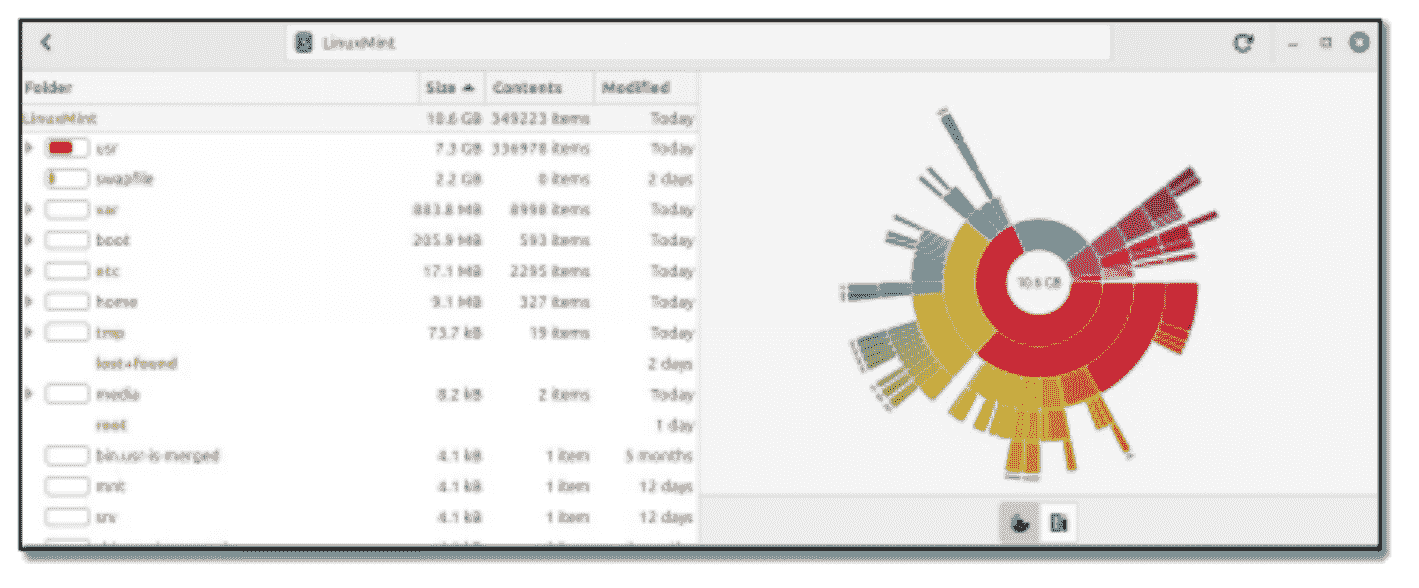 LinuxMint
Folder Size Contents Modified
LinuxMint 10.6 GB 349223 items Today
usr 7.3 GB 336978 items Today
swapfile 2.2 GB 0 items 2 days
var 883.8 MB 8998 items Today
boot 205.9 MB 593 items Today
etc 17.1 MB 2295 items Today
home 9.1 MB 327 items Today
tmp 73.7 kB 19 items Today
lost+found 2 days
media 8.2 kB 2 items Today
root 1 day
bin.usr-is-merged 4.1 kB 1 item 5 months
mnt 4.1 kB 1 item 12 days
srv 4.1 kB 1 item 12 days
10.6 GB